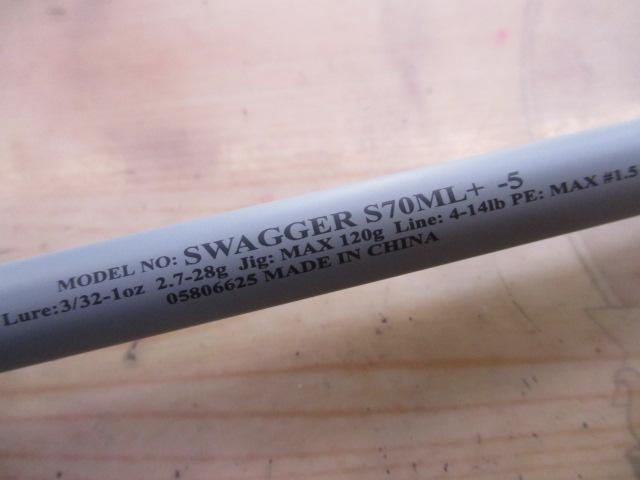 MODEL NO: SWAGGER S70ML+ -5
Lure:3/32-1oz 2.7-28g Jig: MAX 120g Line: 4-14lb PE: MAX #1.5
05806625 MADE IN CHINA